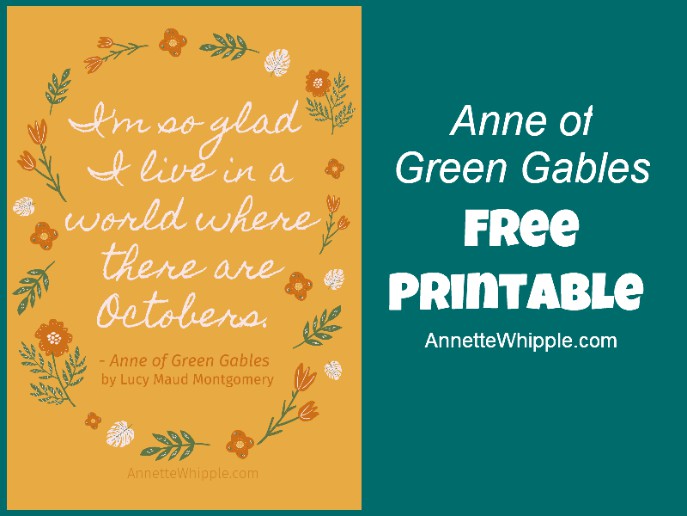 I'm so glad
I live in a
world where
there are
Octobers.
- Anne of Green Gables
by Lucy Maud Montgomery
AnnetteWhipple.com
Anne of
Green Gables
FREE
PRINTABLE
AnnetteWhipple.com